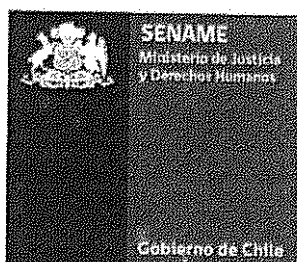 SENAME
Ministerio de Justicia
y Derechos Humanos
Gobierno de Chile